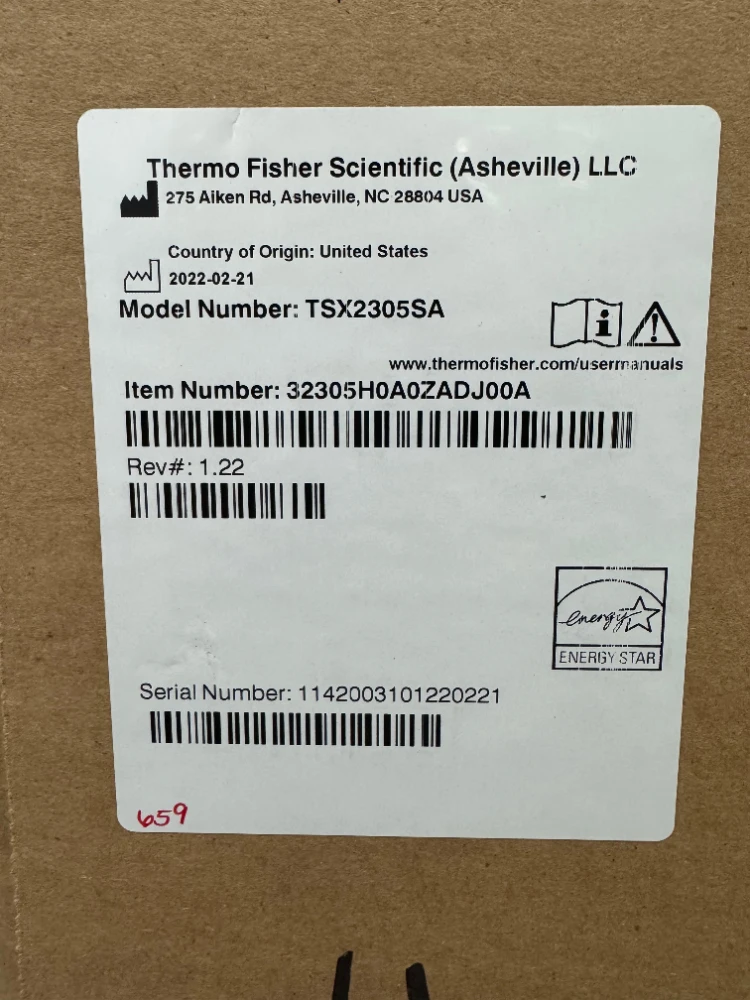 Thermo Fisher Scientific (Asheville) LLC
275 Aiken Rd, Asheville, NC 28804 USA
Country of Origin: United States
2022-02-21
Model Number: TSX2305SA
www.thermofisher.com/usermanuals
Item Number: 32305H0A0ZADJ00A
Rev#: 1.22
energy
ENERGY STAR
Serial Number: 1142003101220221
659